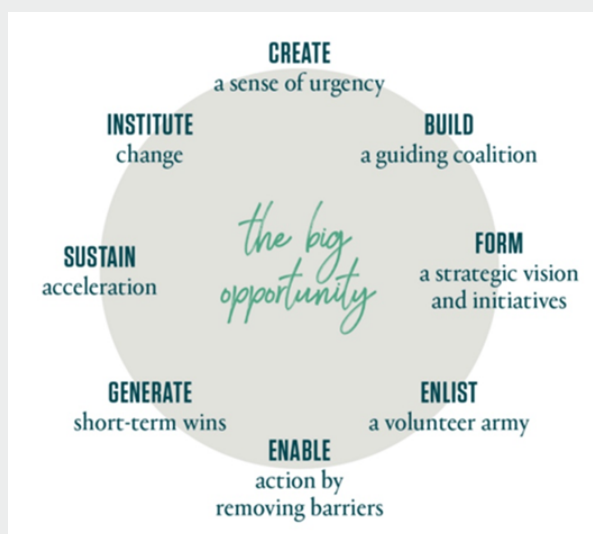 CREATE
a sense of urgency
BUILD
a guiding coalition
FORM
a strategic vision
and initiatives
ENLIST
a volunteer army
ENABLE
action by
removing barriers
GENERATE
short-term wins
SUSTAIN
acceleration
INSTITUTE
change
the big
opportunity